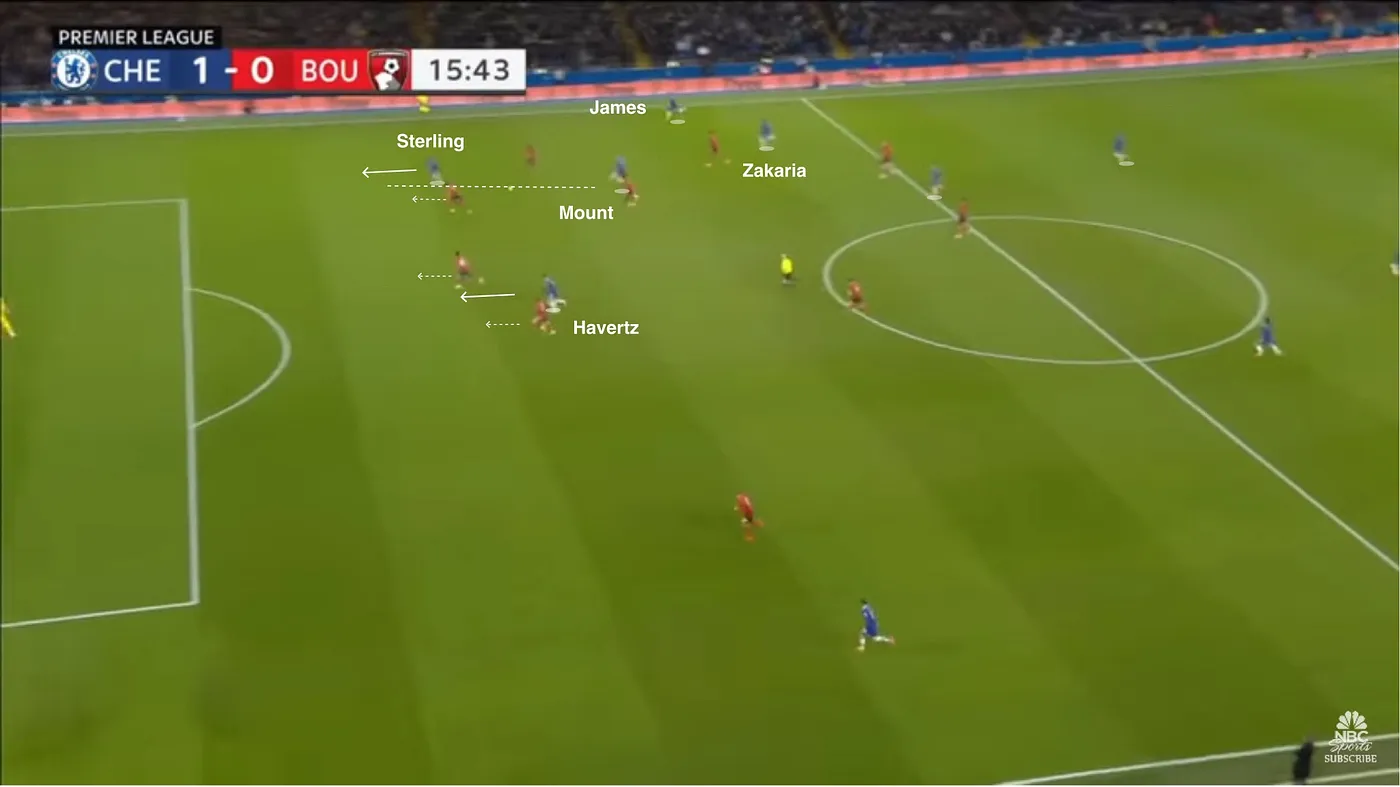 PREMIER LEAGUE
CHE 1 - 0 BOU 15:43
James
Sterling
Zakaria
Mount
Havertz
NBC
Sports
SUBSCRIBE